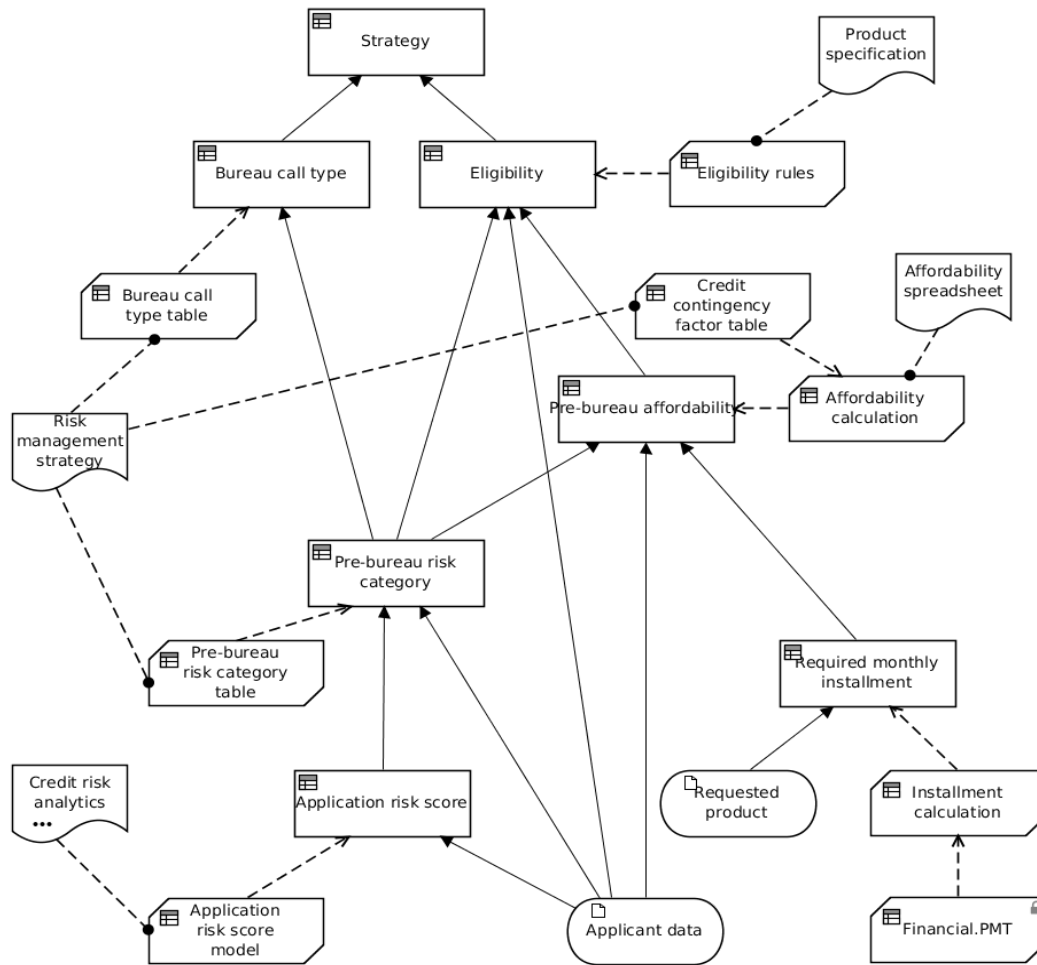 Strategy
Product
specification
Bureau call type
Eligibility
Eligibility rules
Bureau call
type table
Credit
contingency
factor table
Affordability
spreadsheet
Risk
management
strategy
Pre-bureau affordability
Affordability
calculation
Pre-bureau risk
category
Pre-bureau
risk category
table
Required monthly
installment
Credit risk
analytics
•••
Application risk score
Requested
product
Installment
calculation
Application
risk score
model
Applicant data
Financial.PMT